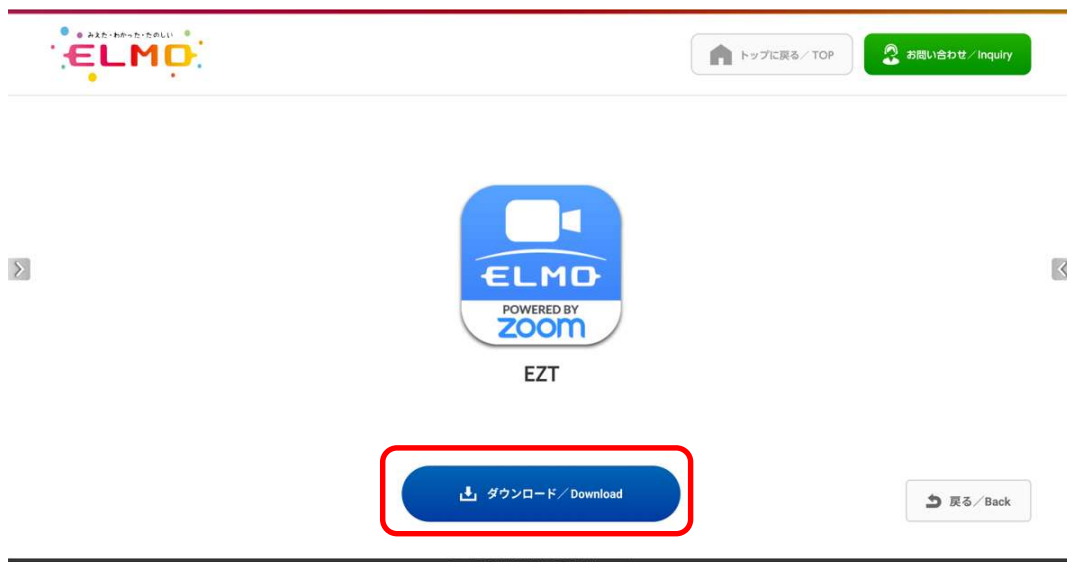 みえた・わかった・たのしい
ELMO
トップに戻る／TOP
お問い合わせ／Inquiry
ELMO
POWERED BY
zoom
EZT
ダウンロード／Download
戻る／Back